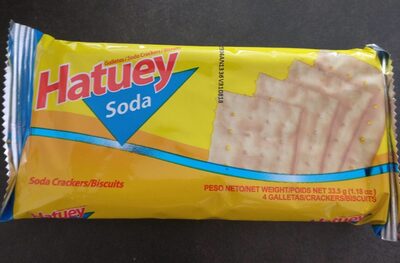 Galletas/Soda Crackers/Biscuits
Hatuey
Soda
Soda Crackers/Biscuits
PESO NETO/NET WEIGHT/POIDS NET 33.5 g (1.18 oz.)
4 GALLETAS/CRACKERS/BISCUITS
Hatuey
Hatuey